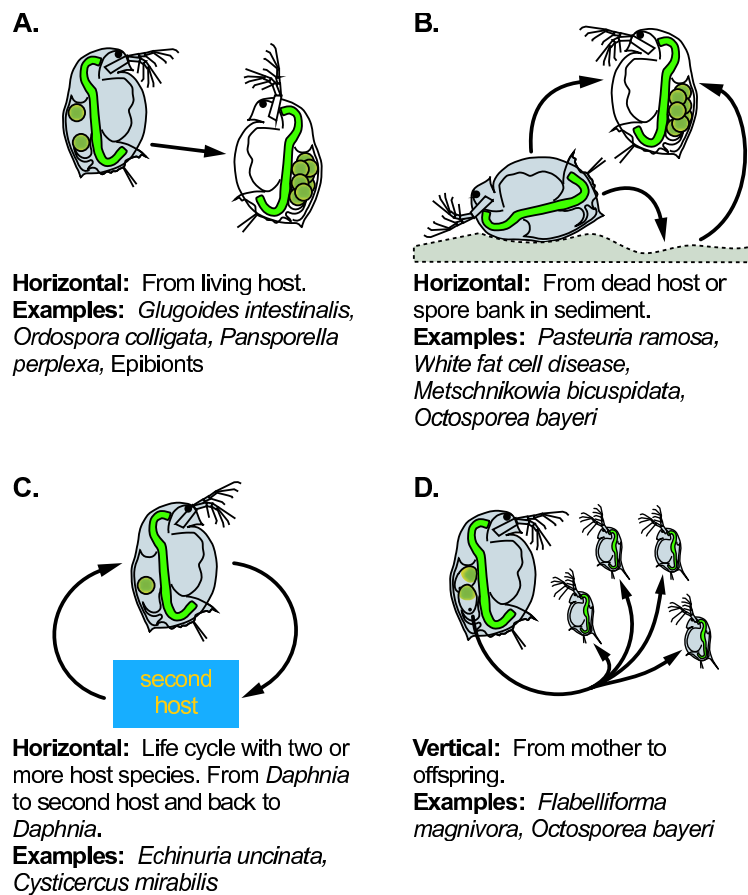 A.
Horizontal: From living host.
Examples: Glugoides intestinalis,
Ordospora colligata, Pansporella
perplexa, Epibionts
B.
Horizontal: From dead host or
spore bank in sediment.
Examples: Pasteuria ramosa,
White fat cell disease,
Metschnikowia bicuspidata,
Octosporea bayeri
C.
second
host
Horizontal: Life cycle with two or
more host species. From Daphnia
to second host and back to
Daphnia.
Examples: Echinuria uncinata,
Cysticercus mirabilis
D.
Vertical: From mother to
offspring.
Examples: Flabelliforma
magnivora, Octosporea bayeri